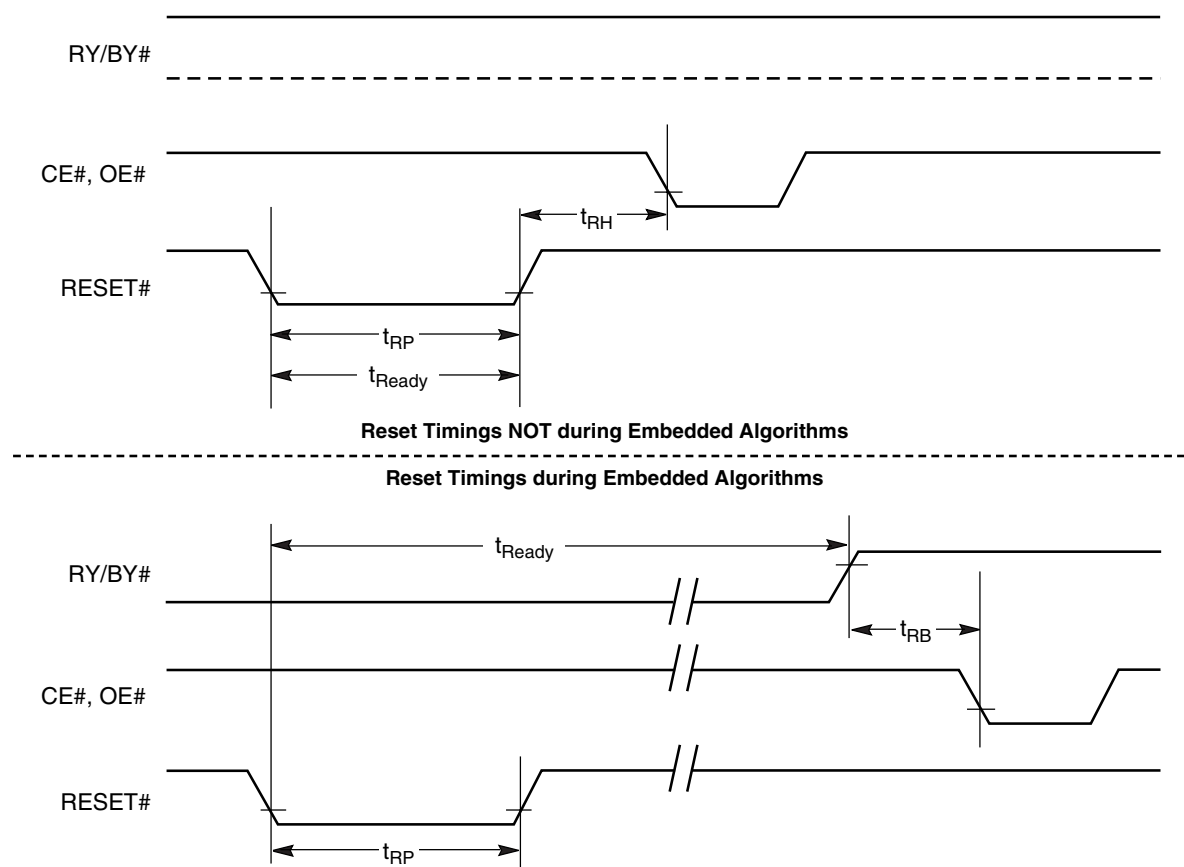 RY/BY#
CE#, OE#
tRH
RESET#
tRP
tReady
Reset Timings NOT during Embedded Algorithms
Reset Timings during Embedded Algorithms
tReady
RY/BY#
tRB
CE#, OE#
RESET#
tRP